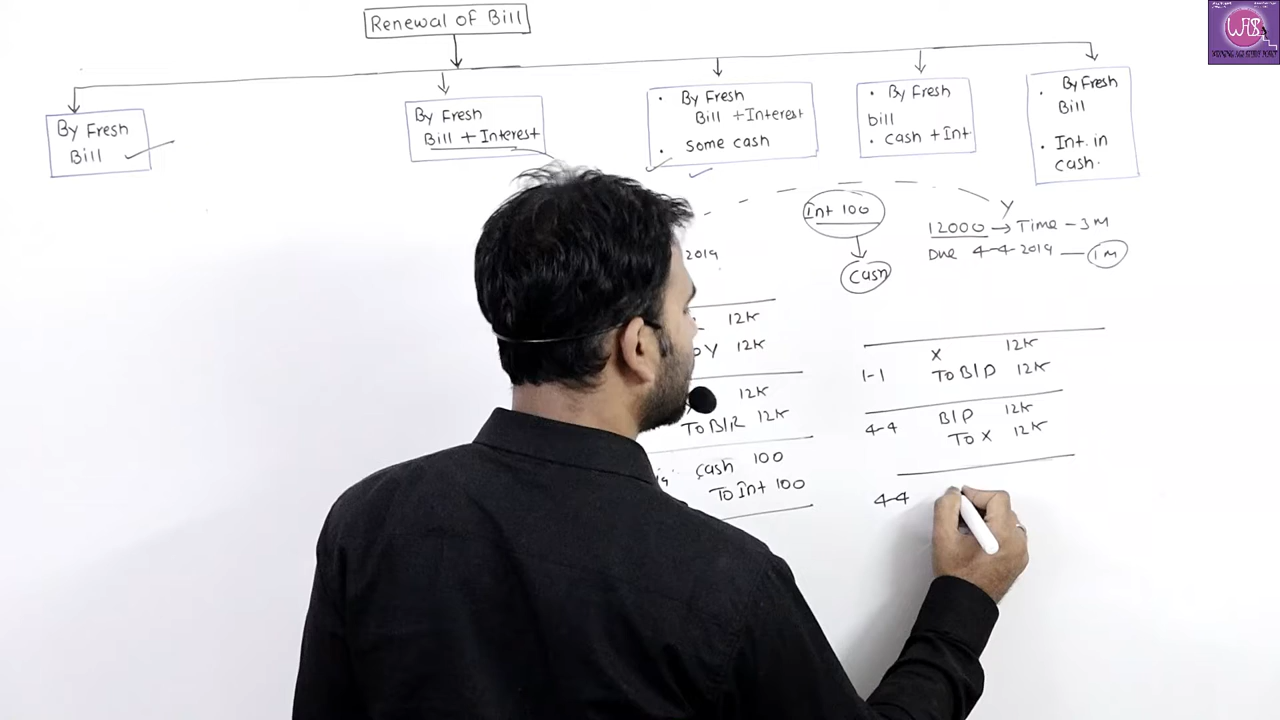 Renewal of Bill
By Fresh
Bill
By Fresh
Bill + Interest
· By Fresh
Bill + Interest
· some cash
· By Fresh
bill
· cash + Int
· By Fresh
Bill
· Int. in
cash.
Int 100
Cash
Y
12000 → Time - 3M
Due 4-4 2019 — 1M
2019
12K
Y 12K
12K
To B/R 12K
cash 100
To Int 100
X 12K
1-1 To B/P 12K
4-4 B/P 12K
To X 12K
4-4
WAS